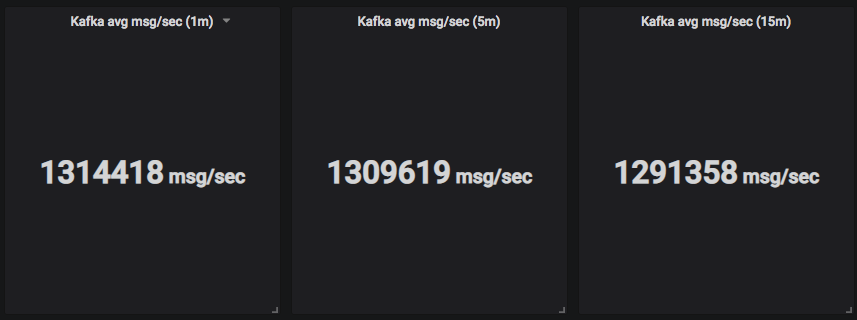 Kafka avg msg/sec (1m)
1314418 msg/sec
Kafka avg msg/sec (5m)
1309619 msg/sec
Kafka avg msg/sec (15m)
1291358 msg/sec